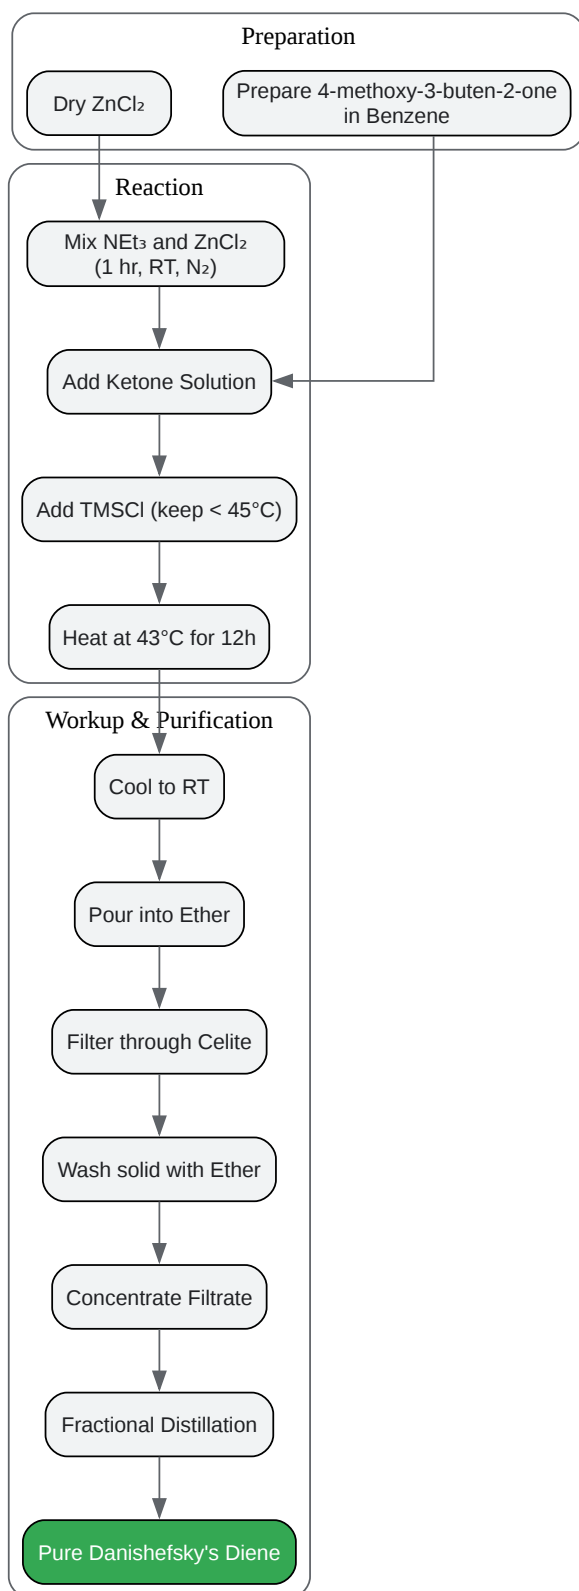 Preparation
Dry ZnCl₂
Prepare 4-methoxy-3-buten-2-one
in Benzene
Reaction
Mix NEt₃ and ZnCl₂
(1 hr, RT, N₂)
Add Ketone Solution
Add TMSCl (keep < 45°C)
Heat at 43°C for 12h
Workup & Purification
Cool to RT
Pour into Ether
Filter through Celite
Wash solid with Ether
Concentrate Filtrate
Fractional Distillation
Pure Danishefsky's Diene